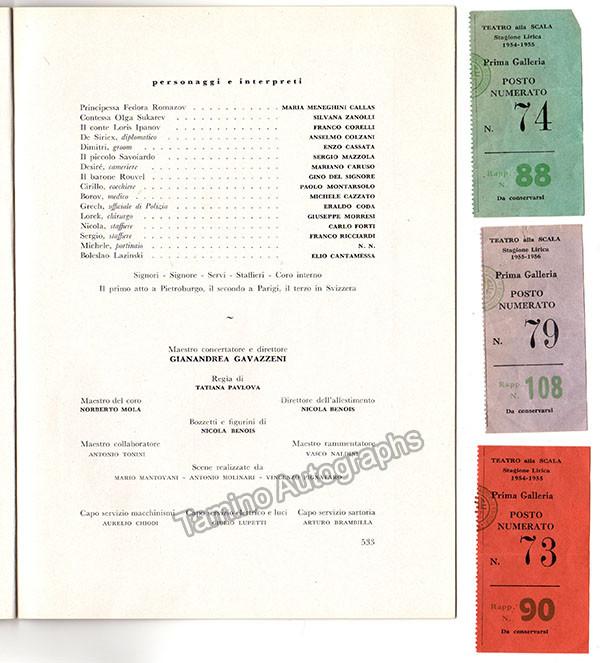 personaggi e interpreti
Principessa Fedora Romazov . . . . . . . . . . . . MARIA MENEGHINI CALLAS
Contessa Olga Sukarev . . . . . . . . . . . . SILVANA ZANOLLI
Il conte Loris Ipanov . . . . . . . . . . . . FRANCO CORELLI
De Siriex, diplomatico . . . . . . . . . . . . ANSELMO COLZANI
Dimitri, groom . . . . . . . . . . . . ENZO CASSATA
Il piccolo Savoiardo . . . . . . . . . . . . SERGIO MAZZOLA
Desiré, cameriere . . . . . . . . . . . . MARIANO CARUSO
Il barone Rouvel . . . . . . . . . . . . GINO DEL SIGNORE
Cirillo, cocchiere . . . . . . . . . . . . PAOLO MONTARSOLO
Borov, medico . . . . . . . . . . . . MICHELE CAZZATO
Grech, ufficiale di Polizia . . . . . . . . . . . . ERALDO CODA
Lorek, chirurgo . . . . . . . . . . . . GIUSEPPE MORRESI
Nicola, staffiere . . . . . . . . . . . . CARLO FORTI
Sergio, staffiere . . . . . . . . . . . . FRANCO RICCIARDI
Michele, portinaio . . . . . . . . . . . . N. N.
Boleslao Lazinski . . . . . . . . . . . . ELIO CANTAMESSA
Signori - Signore - Servi - Staffieri - Coro interno
Il primo atto a Pietroburgo, il secondo a Parigi, il terzo in Svizzera
~
Maestro concertatore e direttore
GIANANDREA GAVAZZENI
Regia di
TATIANA PAVLOVA
Maestro del coro Direttore dell'allestimento
NORBERTO MOLA NICOLA BENOIS
Bozzetti e figurini di
NICOLA BENOIS
Maestro collaboratore Maestro rammentatore
ANTONIO TONINI VASCO NALDINI
Scene realizzate da
MARIO MANTOVANI - ANTONIO MOLINARI - VINCENZO PIGNATARO
Capo servizio macchinismi Capo servizio elettrico e luci Capo servizio sartoria
AURELIO CHIODI GIULIO LUPETTI ARTURO BRAMBILLA
535
Tamino Autographs
TEATRO alla SCALA
Stagione Lirica
1954-1955
Prima Galleria
POSTO
NUMERATO
N. 74
Rapp. N. 88
Da conservarsi
TEATRO alla SCALA
Stagione Lirica
1955-1956
Prima Galleria
POSTO
NUMERATO
N. 79
Rapp. N. 108
Da conservarsi
TEATRO alla SCALA
Stagione Lirica
1954-1955
Prima Galleria
POSTO
NUMERATO
N. 73
Rapp. N. 90
Da conservarsi